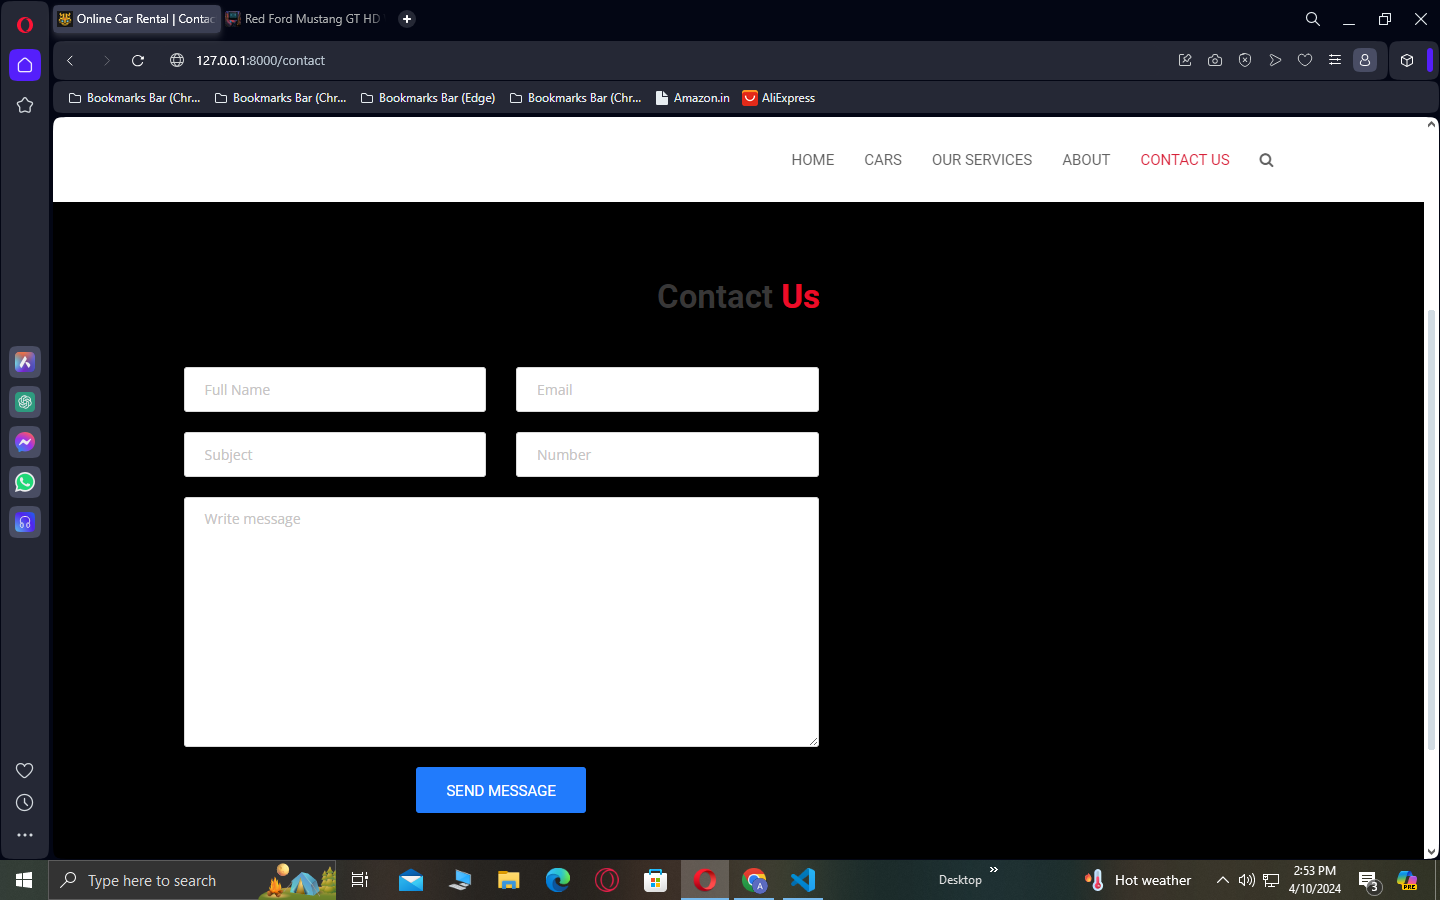 Online Car Rental | Contac
Red Ford Mustang GT HD
127.0.0.1:8000/contact
Bookmarks Bar (Chr...
Bookmarks Bar (Chr...
Bookmarks Bar (Edge)
Bookmarks Bar (Chr...
Amazon.in
AliExpress
HOME
CARS
OUR SERVICES
ABOUT
CONTACT US
Contact Us
Full Name
Email
Subject
Number
Write message
SEND MESSAGE
Type here to search
Desktop
Hot weather
2:53 PM
4/10/2024
3